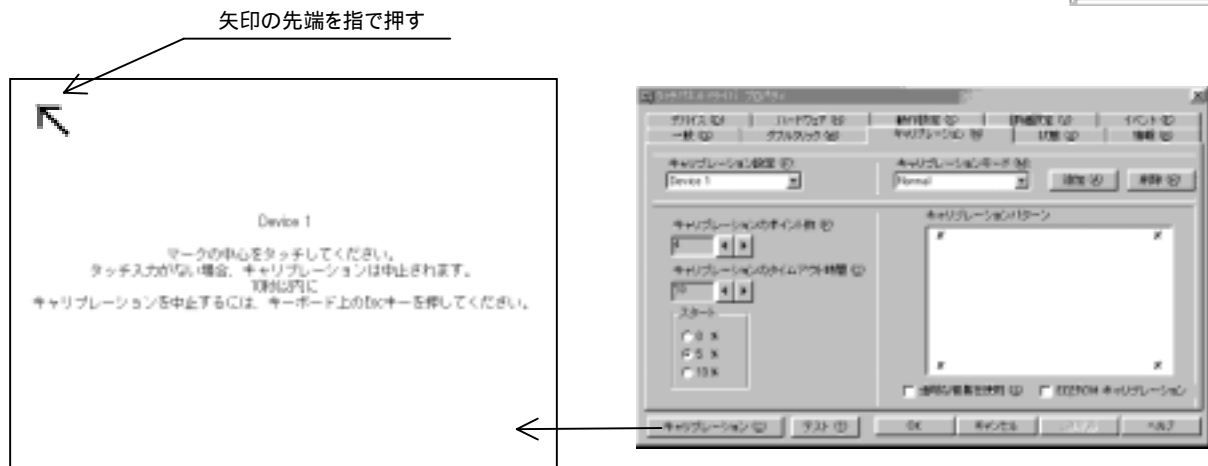 矢印の先端を指で押す
Device 1
マークの中心をタッチしてください。
タッチ入力がない場合、キャリブレーションは中止されます。
10秒以内に
キャリブレーションを中止するには、キーボード上のEscキーを押してください。
デバイス ハードウェア 動作設定 イベント
一般 ダブルクリック キャリブレーション 状態 情報
キャリブレーション設定 キャリブレーションモード
Device 1 Normal 追加 削除
キャリブレーションのポイント数 キャリブレーションパターン
4
キャリブレーションのタイムアウト時間
10
スタート
0 %
5 %
10 %
EEPROM キャリブレーション
キャリブレーション テスト OK キャンセル ヘルプ